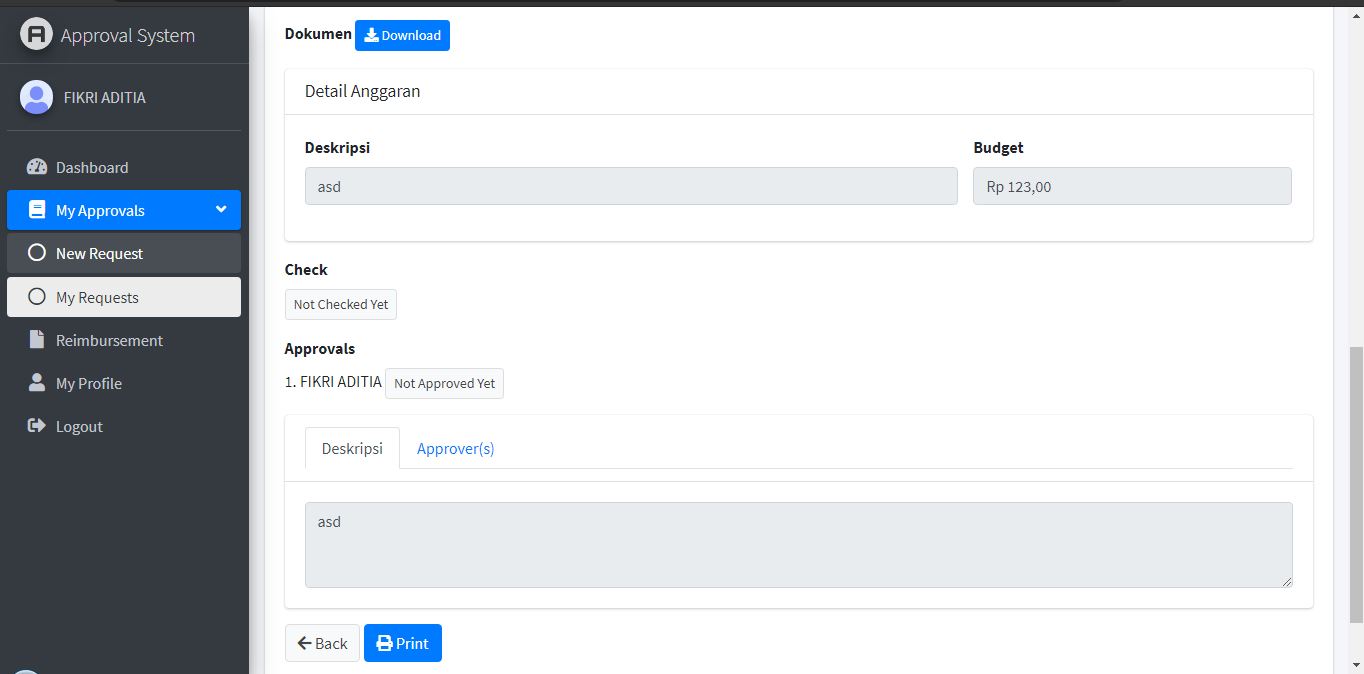 Approval System
FIKRI ADITIA
Dashboard
My Approvals
New Request
My Requests
Reimbursement
My Profile
Logout
Dokumen Download
Detail Anggaran
Deskripsi Budget
asd Rp 123,00
Check
Not Checked Yet
Approvals
1. FIKRI ADITIA Not Approved Yet
Deskripsi Approver(s)
asd
Back Print